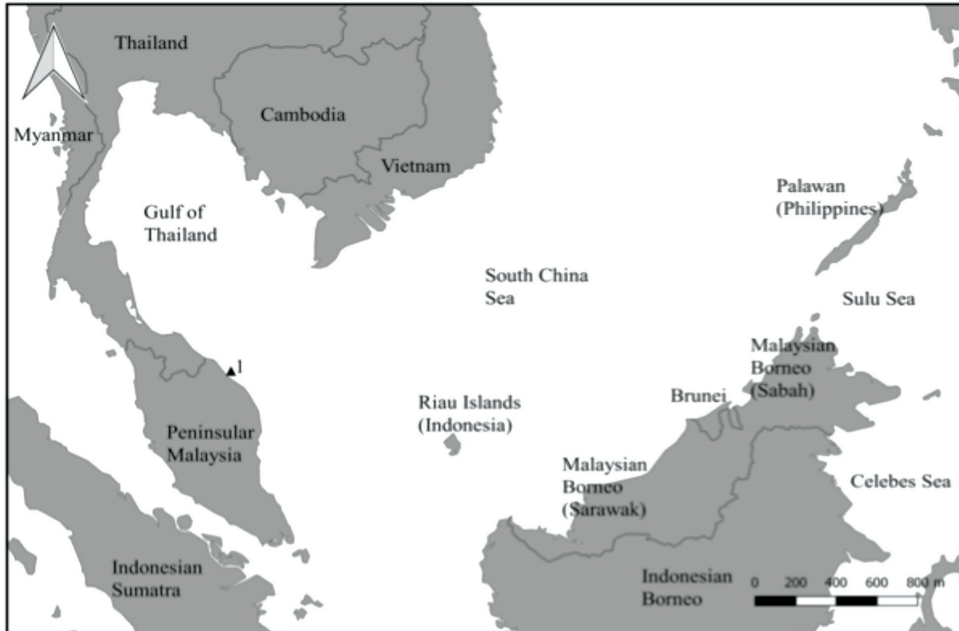 Thailand
Cambodia
Myanmar
Vietnam
Palawan
(Philippines)
Gulf of
Thailand
South China
Sea
Sulu Sea
Malaysian
Borneo
(Sabah)
1
Brunei
Riau Islands
(Indonesia)
Peninsular
Malaysia
Malaysian
Borneo
(Sarawak)
Celebes Sea
Indonesian
Sumatra
Indonesian
Borneo
0 200 400 600 800 m